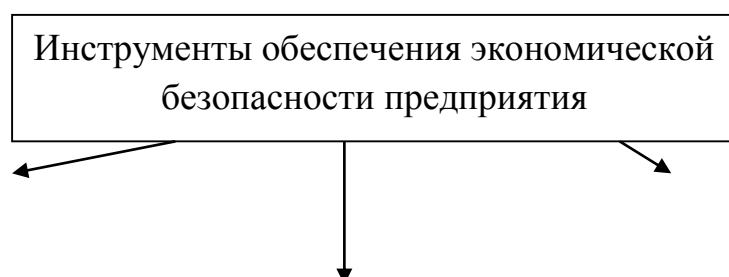 Инструменты обеспечения экономической
безопасности предприятия